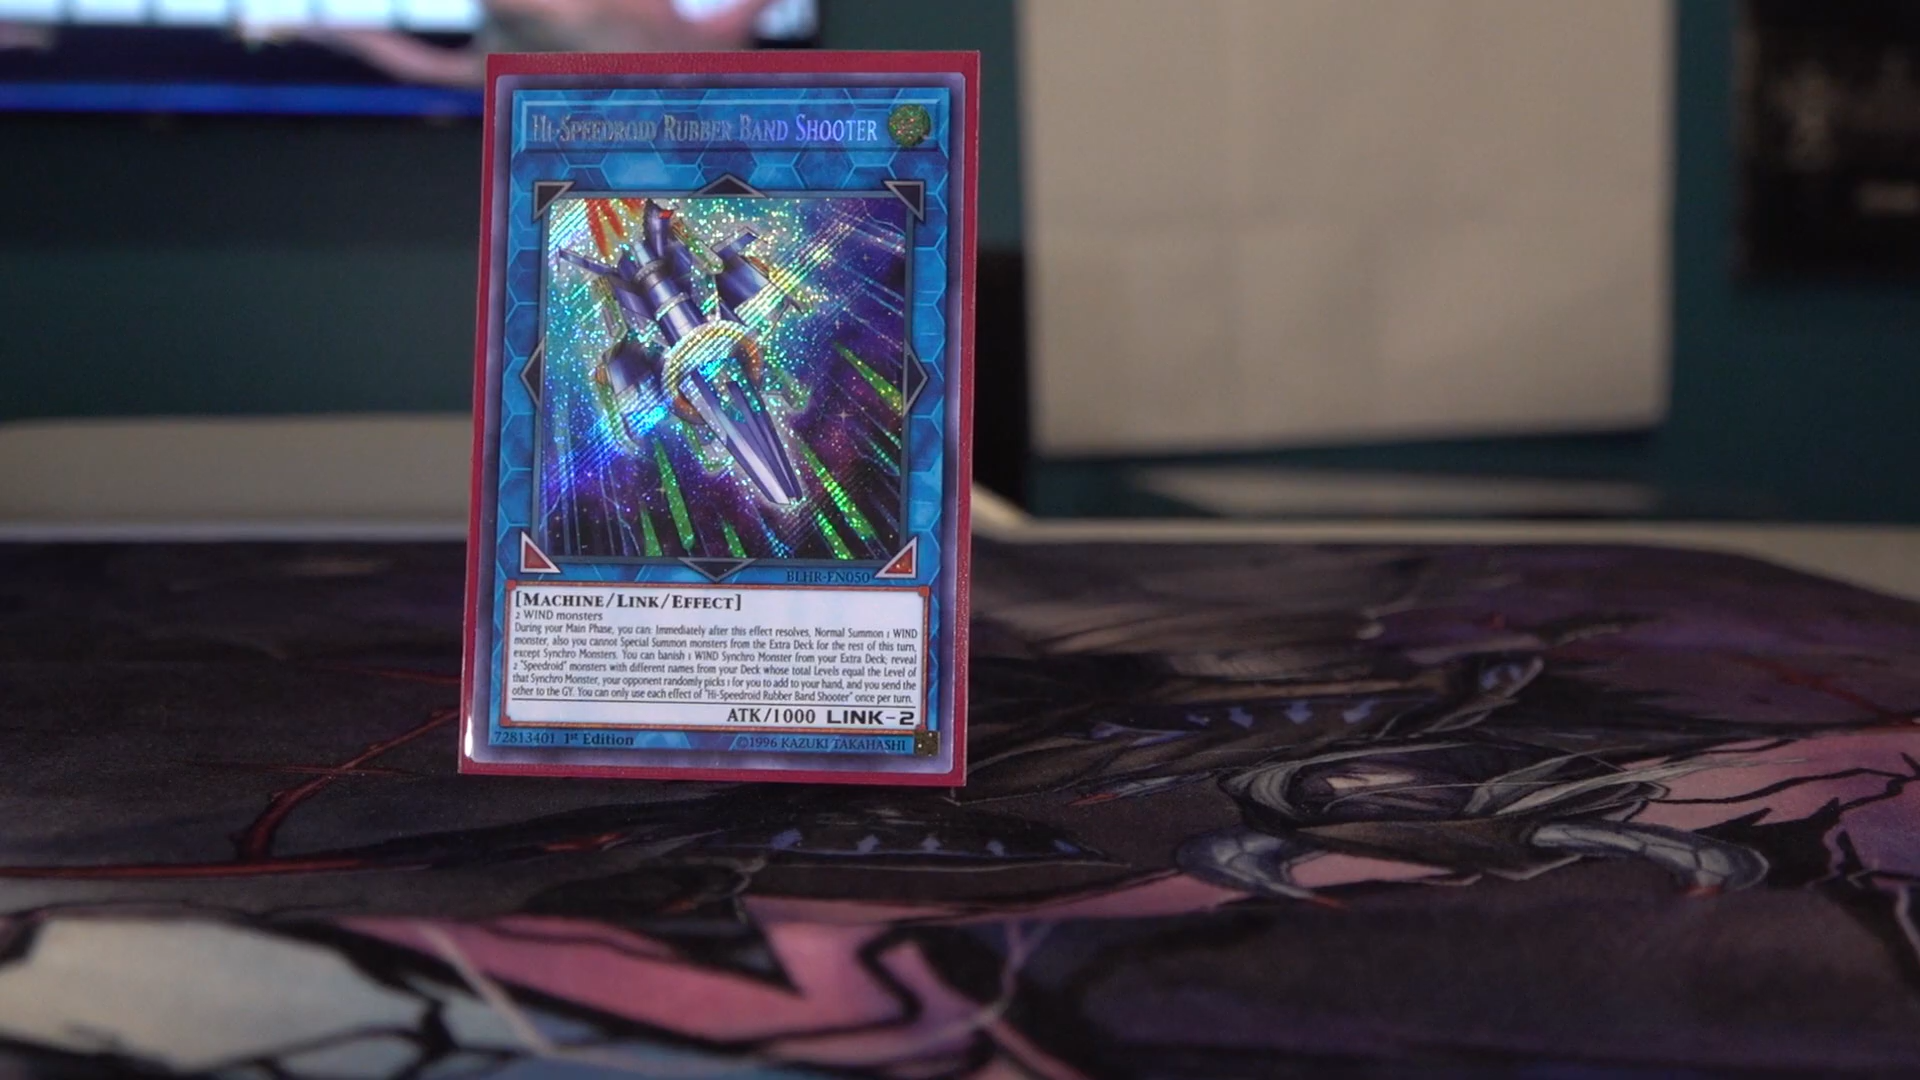 Hi-Speedroid Rubber Band Shooter
BLHR-EN050
[Machine/Link/Effect]
2 WIND monsters
During your Main Phase, you can: Immediately after this effect resolves, Normal Summon 1 WIND
monster, also you cannot Special Summon monsters from the Extra Deck for the rest of this turn,
except Synchro Monsters. You can banish 1 WIND Synchro Monster from your Extra Deck; reveal
2 "Speedroid" monsters with different names from your Deck whose total Levels equal the Level of
that Synchro Monster, your opponent randomly picks 1 for you to add to your hand, and you send the
other to the GY. You can only use each effect of "Hi-Speedroid Rubber Band Shooter" once per turn.
ATK/1000 LINK-2
72813401 1st Edition ©1996 KAZUKI TAKAHASHI